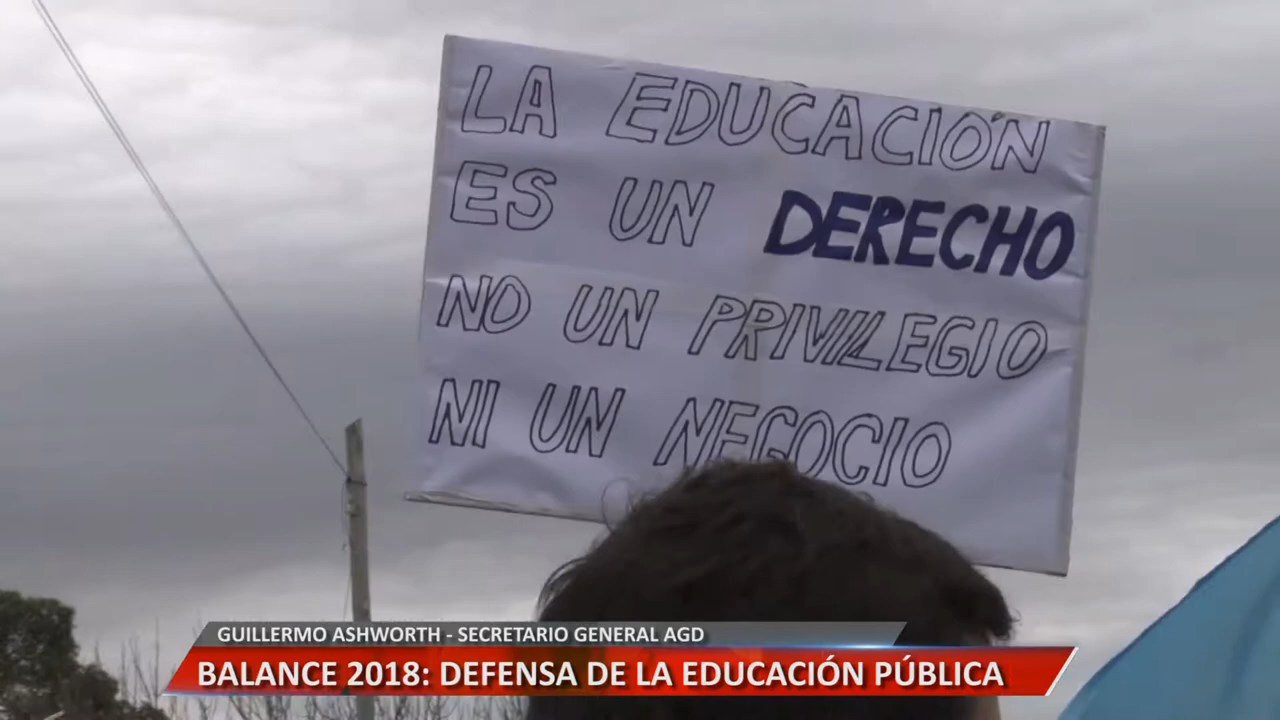 LA EDUCACIÓN
ES UN DERECHO
NO UN PRIVILEGIO
NI UN NEGOCIO
GUILLERMO ASHWORTH - SECRETARIO GENERAL AGD
BALANCE 2018: DEFENSA DE LA EDUCACIÓN PÚBLICA